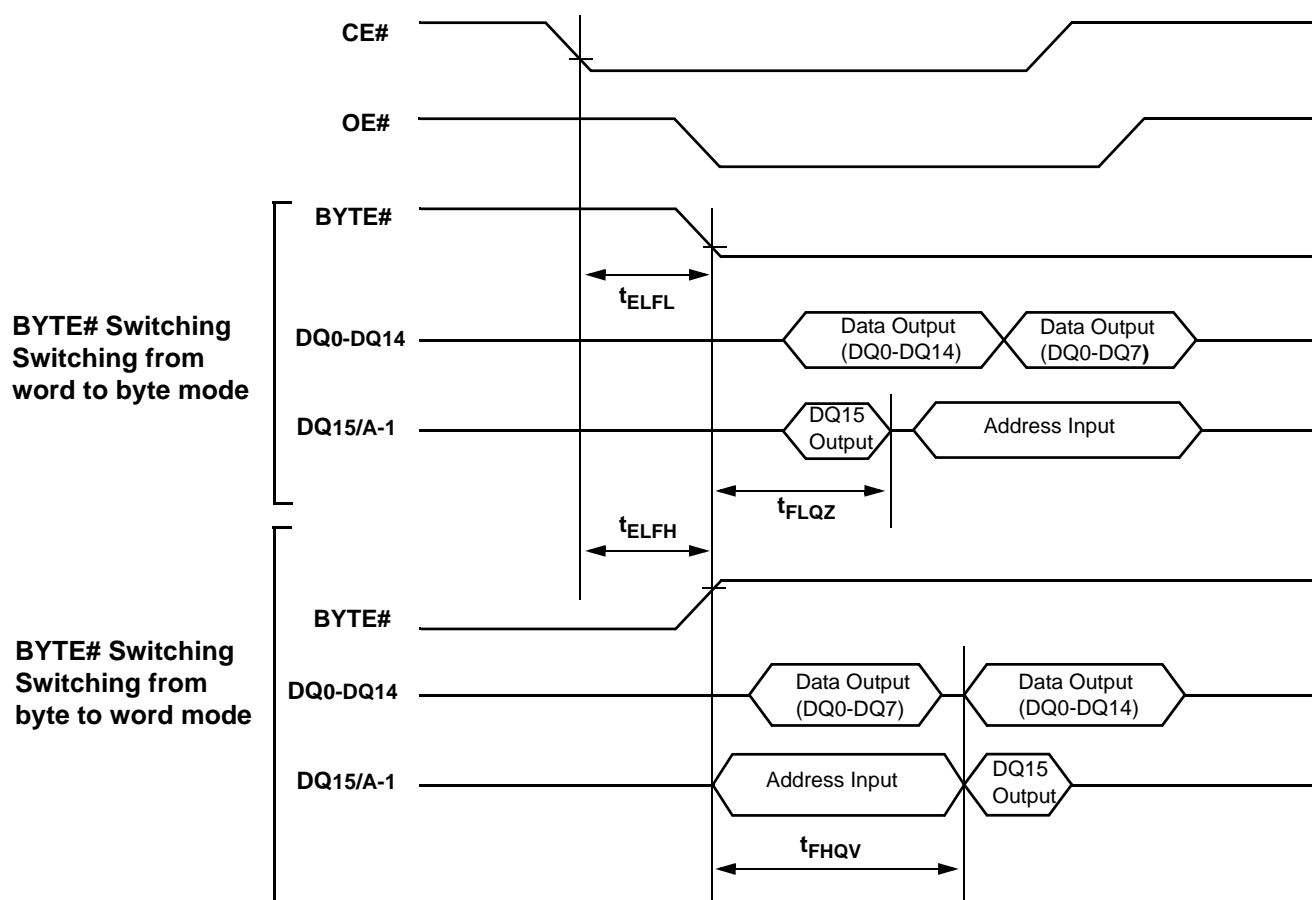 CE#
OE#
BYTE#
tELFL
BYTE# Switching
Switching from
word to byte mode
DQ0-DQ14
Data Output
(DQ0-DQ14)
Data Output
(DQ0-DQ7)
DQ15/A-1
DQ15
Output
Address Input
tFLQZ
tELFH
BYTE#
BYTE# Switching
Switching from
byte to word mode
DQ0-DQ14
Data Output
(DQ0-DQ7)
Data Output
(DQ0-DQ14)
DQ15/A-1
Address Input
DQ15
Output
tFHQV